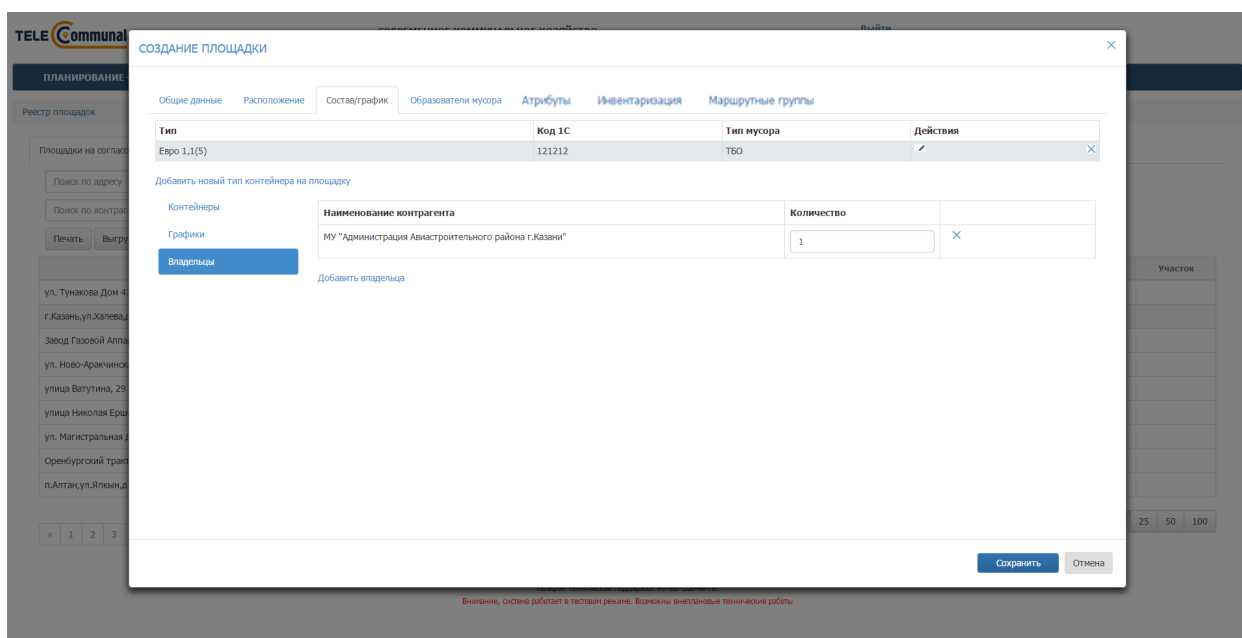 TELE Communal
СОВРЕМЕННОЕ КОММУНАЛЬНОЕ ХОЗЯЙСТВО
Выйти
СОЗДАНИЕ ПЛОЩАДКИ
ПЛАНИРОВАНИЕ
Реестр площадок
Общие данные Расположение Состав/график Образователи мусора Атрибуты Инвентаризация Маршрутные группы
Тип Код 1С Тип мусора Действия
Евро 1,1(5) 121212 ТБО
Площадки на согласо
Добавить новый тип контейнера на площадку
Поиск по адресу
Контейнеры
Графики
Владельцы
Наименование контрагента Количество
МУ "Администрация Авиастроительного района г.Казани" 1
Добавить владельца
Поиск по контраг
Печать Выгру
Участок
ул. Тунакова Дом 47
г.Казань,ул.Халева,д
Завод Газовой Аппа
ул. Ново-Аракчинск
улица Ватутина, 29
улица Николая Ерш
ул. Магистральная Д
Оренбургский тракт
п.Алтан,ул.Ялкын,д
« 1 2 3
25 50 100
Сохранить Отмена
Внимание, система работает в тестовом режиме. Возможны внеплановые технические работы